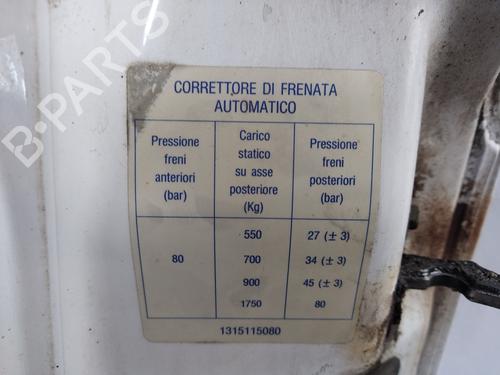 CORRETTORE DI FRENATA
AUTOMATICO
Pressione freni anteriori (bar)
Carico statico su asse posteriore (Kg)
Pressione freni posteriori (bar)
80
550 27 (± 3)
700 34 (± 3)
900 45 (± 3)
1750 80
1315115080
B-PARTS